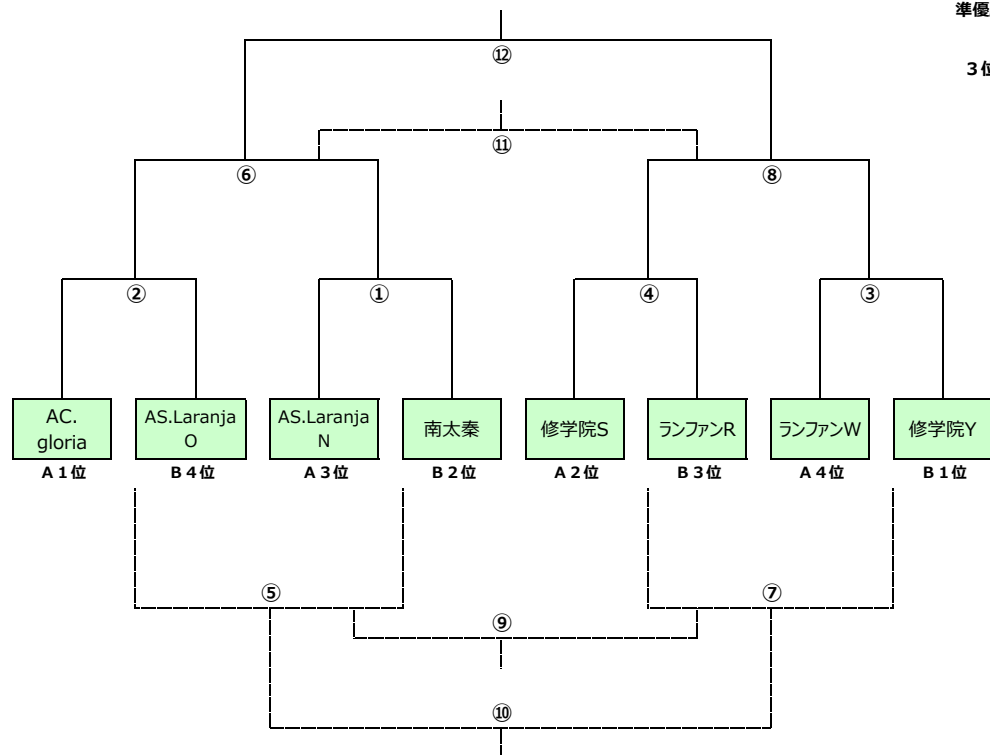 準優
⑫
3位
⑪
⑥
⑧
②
①
④
③
AC.
gloria
AS.Laranja
O
AS.Laranja
N
南太秦
修学院S
ランファンR
ランファンW
修学院Y
A1位
B4位
A3位
B2位
A2位
B3位
A4位
B1位
⑤
⑦
⑨
⑩